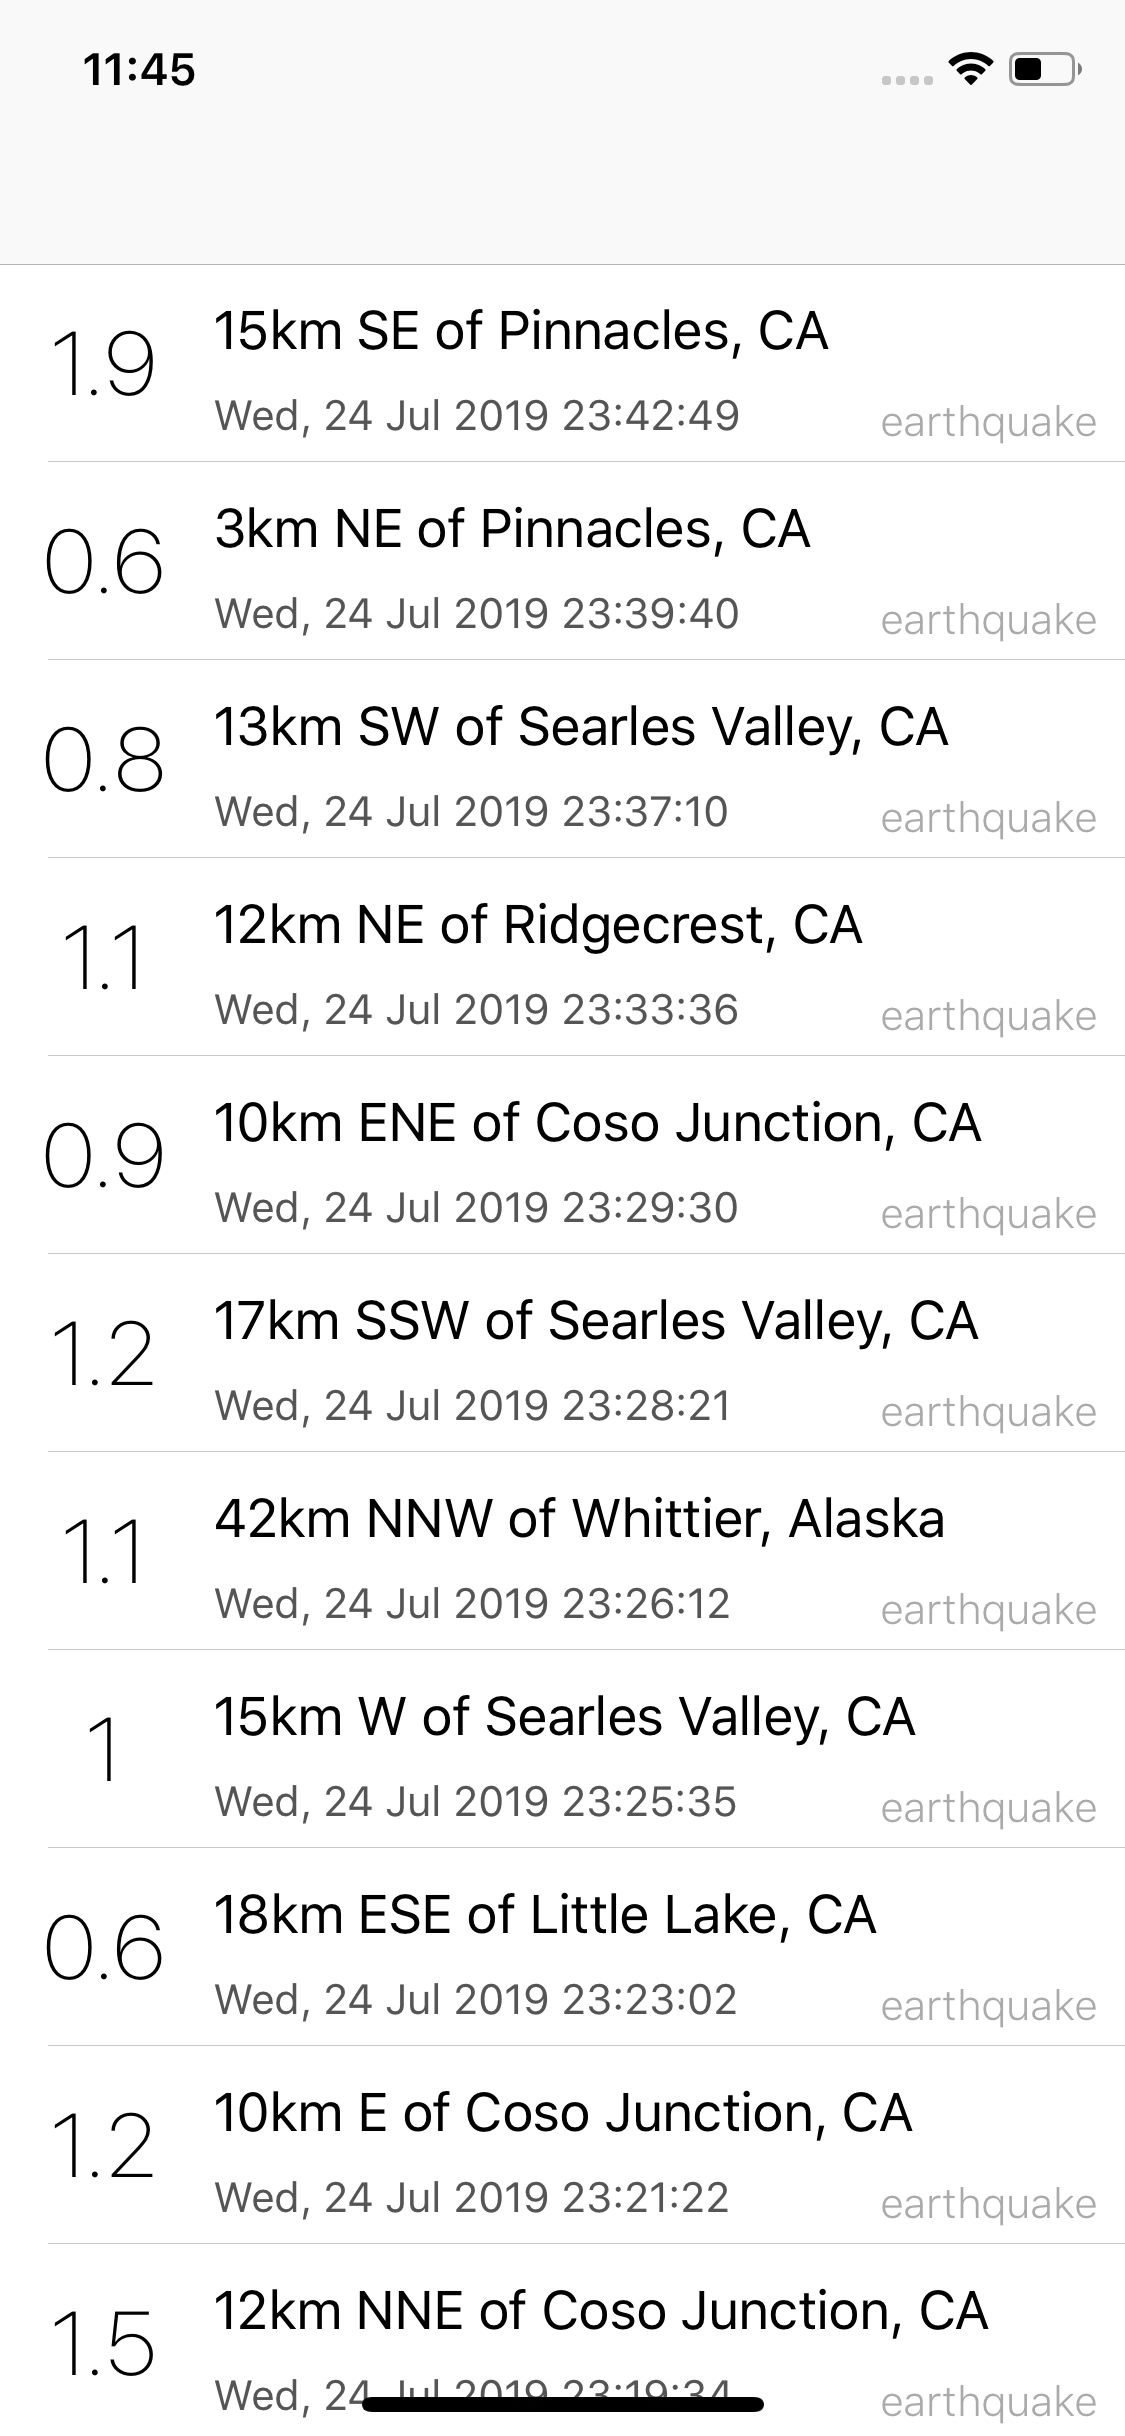 11:45
1.9
15km SE of Pinnacles, CA
Wed, 24 Jul 2019 23:42:49
earthquake
0.6
3km NE of Pinnacles, CA
Wed, 24 Jul 2019 23:39:40
earthquake
0.8
13km SW of Searles Valley, CA
Wed, 24 Jul 2019 23:37:10
earthquake
1.1
12km NE of Ridgecrest, CA
Wed, 24 Jul 2019 23:33:36
earthquake
0.9
10km ENE of Coso Junction, CA
Wed, 24 Jul 2019 23:29:30
earthquake
1.2
17km SSW of Searles Valley, CA
Wed, 24 Jul 2019 23:28:21
earthquake
1.1
42km NNW of Whittier, Alaska
Wed, 24 Jul 2019 23:26:12
earthquake
1
15km W of Searles Valley, CA
Wed, 24 Jul 2019 23:25:35
earthquake
0.6
18km ESE of Little Lake, CA
Wed, 24 Jul 2019 23:23:02
earthquake
1.2
10km E of Coso Junction, CA
Wed, 24 Jul 2019 23:21:22
earthquake
1.5
12km NNE of Coso Junction, CA
Wed, 24 Jul 2019 23:19:34
earthquake